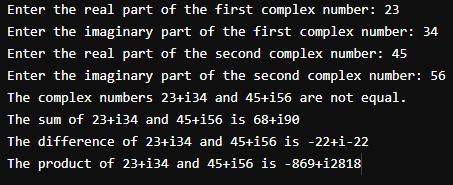 Enter the real part of the first complex number: 23
Enter the imaginary part of the first complex number: 34
Enter the real part of the second complex number: 45
Enter the imaginary part of the second complex number: 56
The complex numbers 23+i34 and 45+i56 are not equal.
The sum of 23+i34 and 45+i56 is 68+i90
The difference of 23+i34 and 45+i56 is -22+i-22
The product of 23+i34 and 45+i56 is -869+i2818